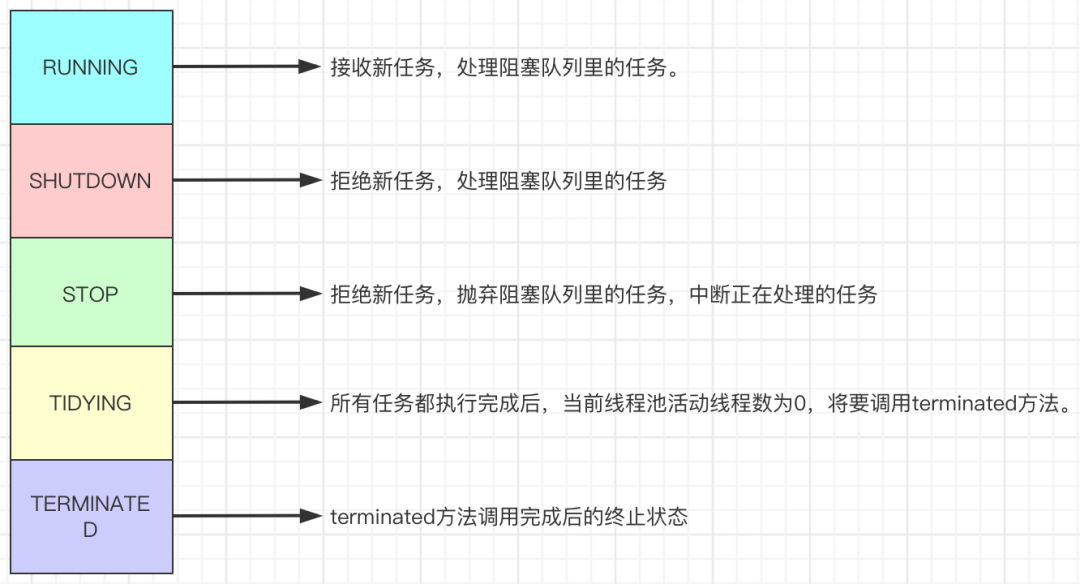 RUNNING
接收新任务，处理阻塞队列里的任务。
SHUTDOWN
拒绝新任务，处理阻塞队列里的任务
STOP
拒绝新任务，抛弃阻塞队列里的任务，中断正在处理的任务
TIDYING
所有任务都执行完成后，当前线程池活动线程数为0，将要调用terminated方法。
TERMINATE
D
terminated方法调用完成后的终止状态